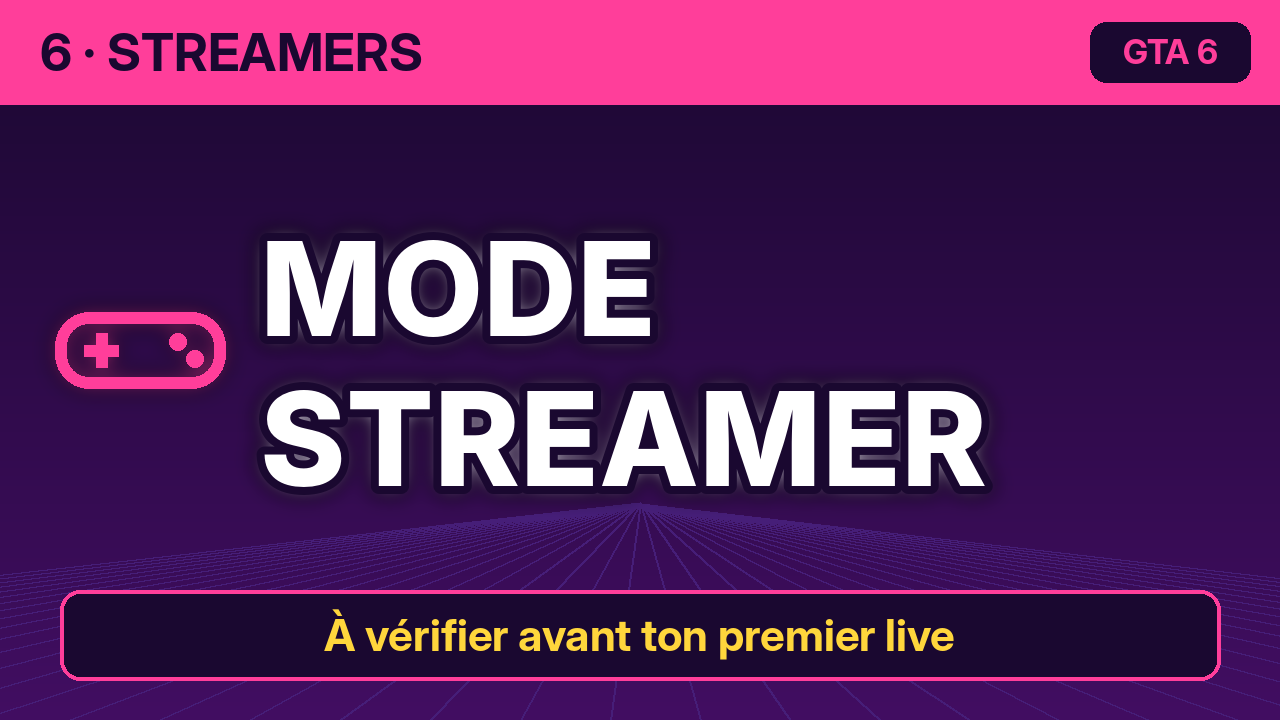 6 · STREAMERS
GTA 6
MODE
STREAMER
À vérifier avant ton premier live